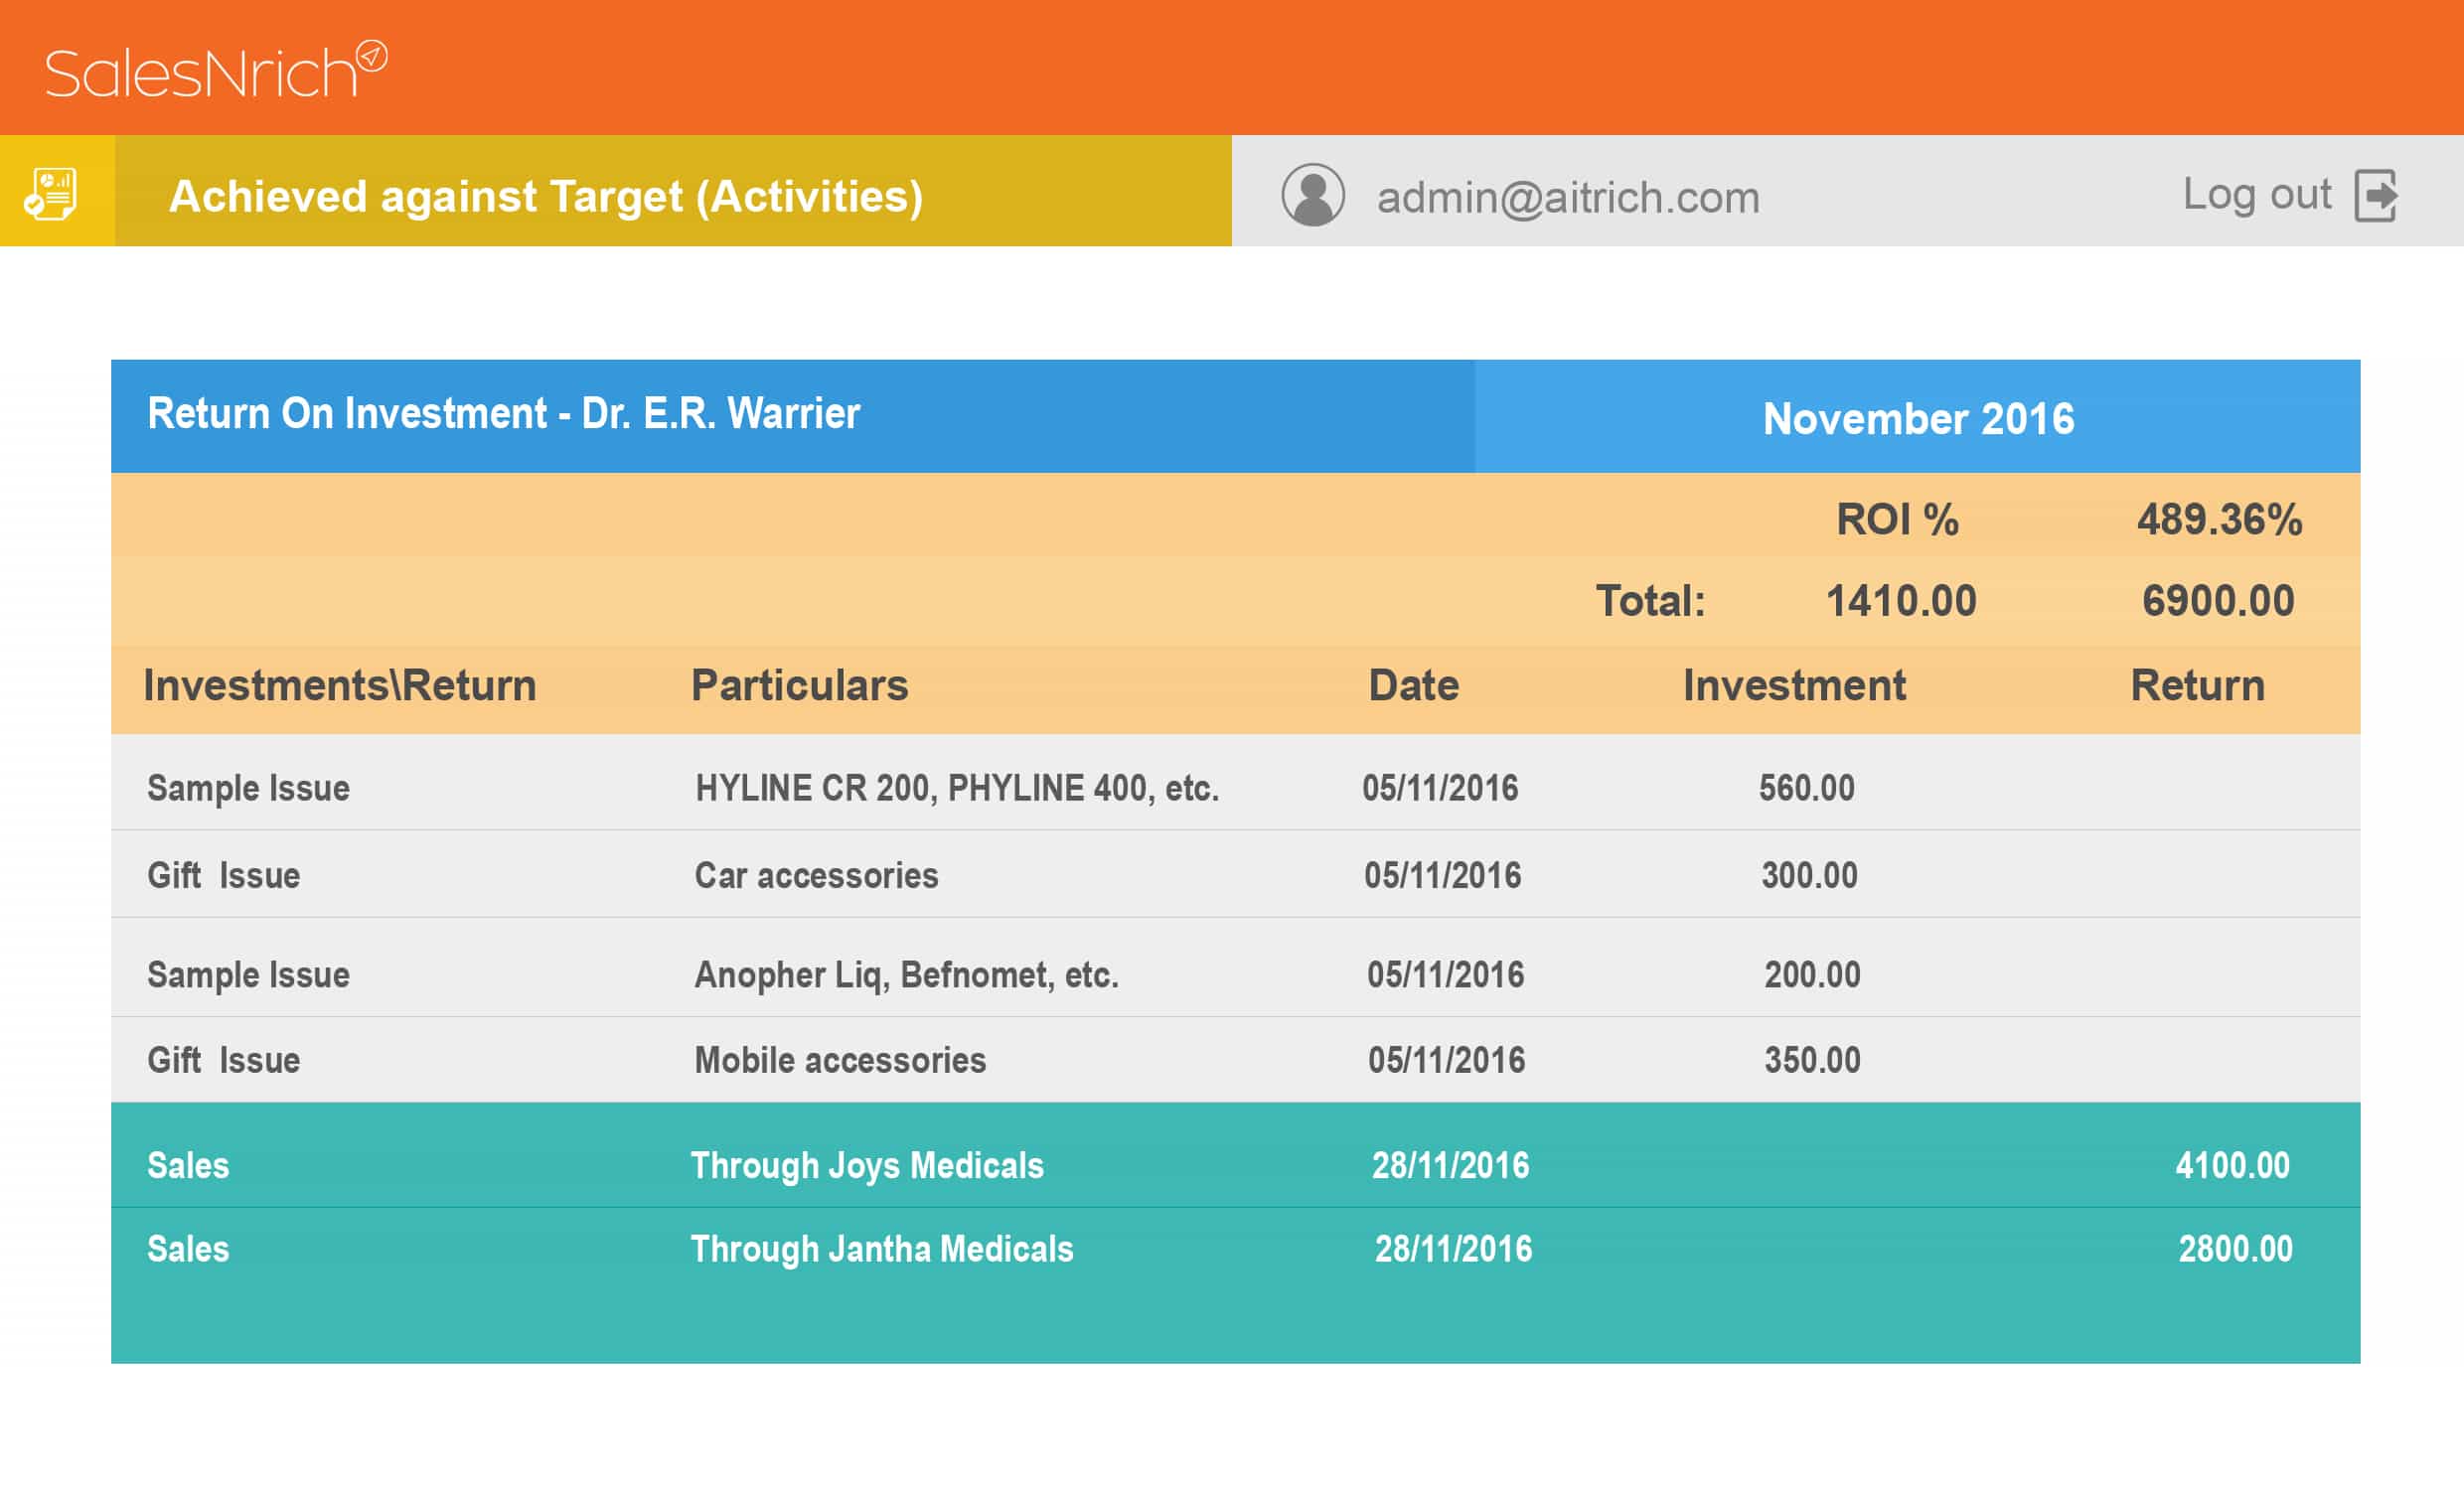 SalesNrich
Achieved against Target (Activities) admin@aitrich.com Log out
Return On Investment - Dr. E.R. Warrier November 2016
ROI % 489.36%
Total: 1410.00 6900.00
Investments\Return Particulars Date Investment Return
Sample Issue HYLINE CR 200, PHYLINE 400, etc. 05/11/2016 560.00
Gift Issue Car accessories 05/11/2016 300.00
Sample Issue Anopher Liq, Befnomet, etc. 05/11/2016 200.00
Gift Issue Mobile accessories 05/11/2016 350.00
Sales Through Joys Medicals 28/11/2016 4100.00
Sales Through Jantha Medicals 28/11/2016 2800.00